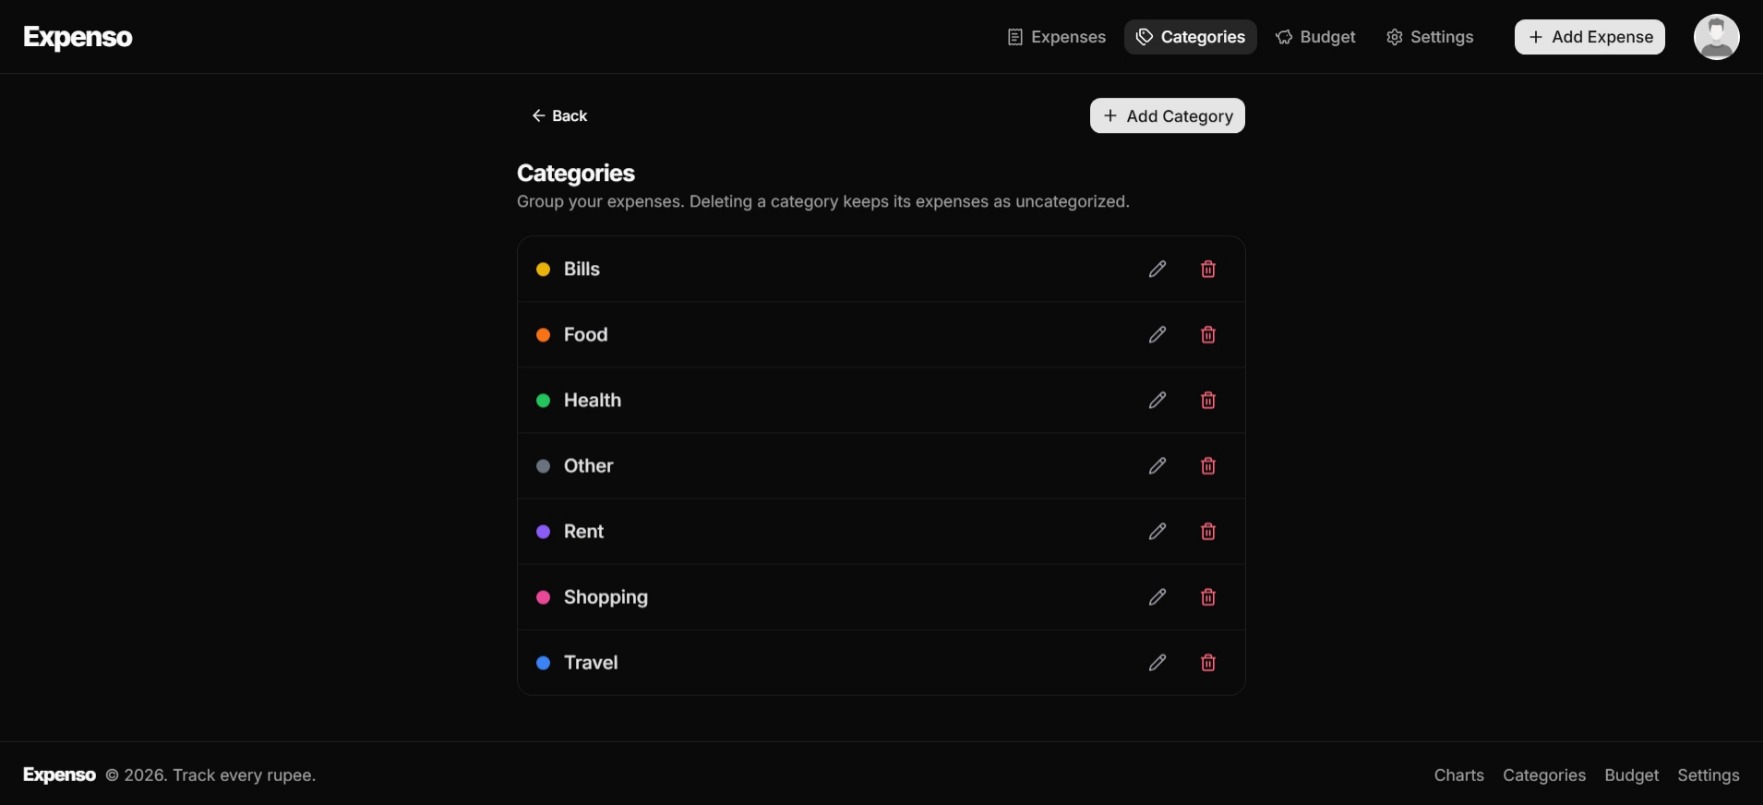 Expenso Expenses Categories Budget Settings + Add Expense
← Back + Add Category
Categories
Group your expenses. Deleting a category keeps its expenses as uncategorized.
Bills
Food
Health
Other
Rent
Shopping
Travel
Expenso © 2026. Track every rupee. Charts Categories Budget Settings